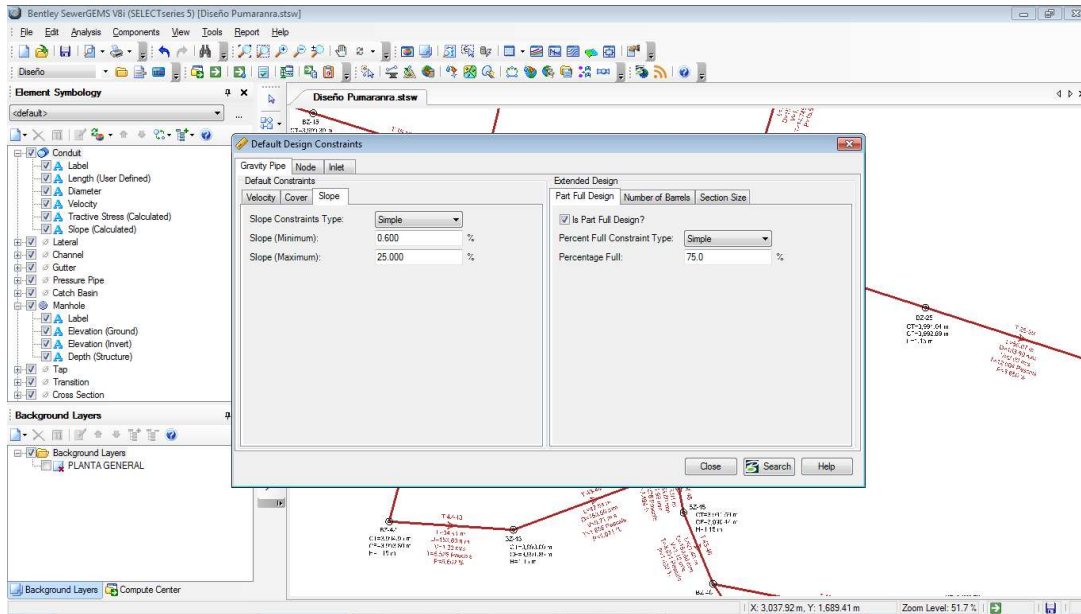 Bentley SewerGEMS V8i (SELECTseries 5) [Diseño Pumaranra.stsw]
File Edit Analysis Components View Tools Report Help
Diseño
Element Symbology
<default>
Conduit
Label
Length (User Defined)
Diameter
Velocity
Tractive Stress (Calculated)
Slope (Calculated)
Lateral
Channel
Gutter
Pressure Pipe
Catch Basin
Manhole
Label
Elevation (Ground)
Elevation (Invert)
Depth (Structure)
Tap
Transition
Cross Section
Background Layers
Background Layers
PLANTA GENERAL
Background Layers Compute Center
Diseño Pumaranra.stsw
Default Design Constraints
Gravity Pipe Node Inlet
Default Constraints
Velocity Cover Slope
Slope Constraints Type: Simple
Slope (Minimum): 0.600 %
Slope (Maximum): 25.000 %
Extended Design
Part Full Design Number of Barrels Section Size
Is Part Full Design?
Percent Full Constraint Type: Simple
Percentage Full: 75.0 %
Close Search Help
X: 3,037.92 m, Y: 1,689.41 m Zoom Level: 51.7 %